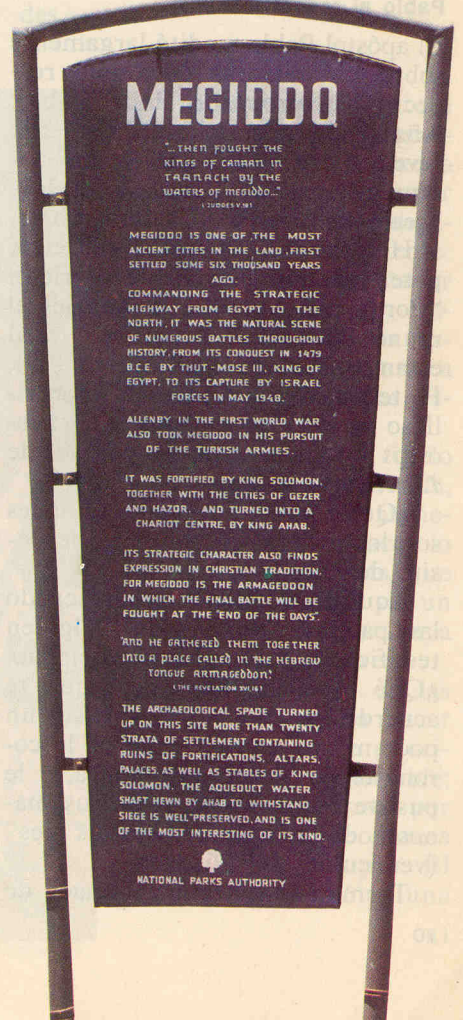 MEGIDDO
"...THEN FOUGHT THE
KINGS OF CANAAN IN
TAANACH BY THE
WATERS OF MEGIDDO..."
(JUDGES V.19)
MEGIDDO IS ONE OF THE MOST
ANCIENT CITIES IN THE LAND, FIRST
SETTLED SOME SIX THOUSAND YEARS
AGO.
COMMANDING THE STRATEGIC
HIGHWAY FROM EGYPT TO THE
NORTH, IT WAS THE NATURAL SCENE
OF NUMEROUS BATTLES THROUGHOUT
HISTORY, FROM ITS CONQUEST IN 1479
B.C.E. BY THUT-MOSE III, KING OF
EGYPT, TO ITS CAPTURE BY ISRAEL
FORCES IN MAY 1948.
ALLENBY IN THE FIRST WORLD WAR
ALSO TOOK MEGIDDO IN HIS PURSUIT
OF THE TURKISH ARMIES.
IT WAS FORTIFIED BY KING SOLOMON,
TOGETHER WITH THE CITIES OF GEZER
AND HAZOR, AND TURNED INTO A
CHARIOT CENTRE, BY KING AHAB.
ITS STRATEGIC CHARACTER ALSO FINDS
EXPRESSION IN CHRISTIAN TRADITION,
FOR MEGIDDO IS THE ARMAGEDDON
IN WHICH THE FINAL BATTLE WILL BE
FOUGHT AT THE "END OF THE DAYS".
"AND HE GATHERED THEM TOGETHER
INTO A PLACE CALLED IN THE HEBREW
TONGUE ARMAGEDDON."
(THE REVELATION XVI,16)
THE ARCHAEOLOGICAL SPADE TURNED
UP ON THIS SITE MORE THAN TWENTY
STRATA OF SETTLEMENT CONTAINING
RUINS OF FORTIFICATIONS, ALTARS,
PALACES, AS WELL AS STABLES OF KING
SOLOMON. THE AQUEDUCT WATER
SHAFT HEWN BY AHAB TO WITHSTAND
SIEGE IS WELL PRESERVED, AND IS ONE
OF THE MOST INTERESTING OF ITS KIND.
NATIONAL PARKS AUTHORITY